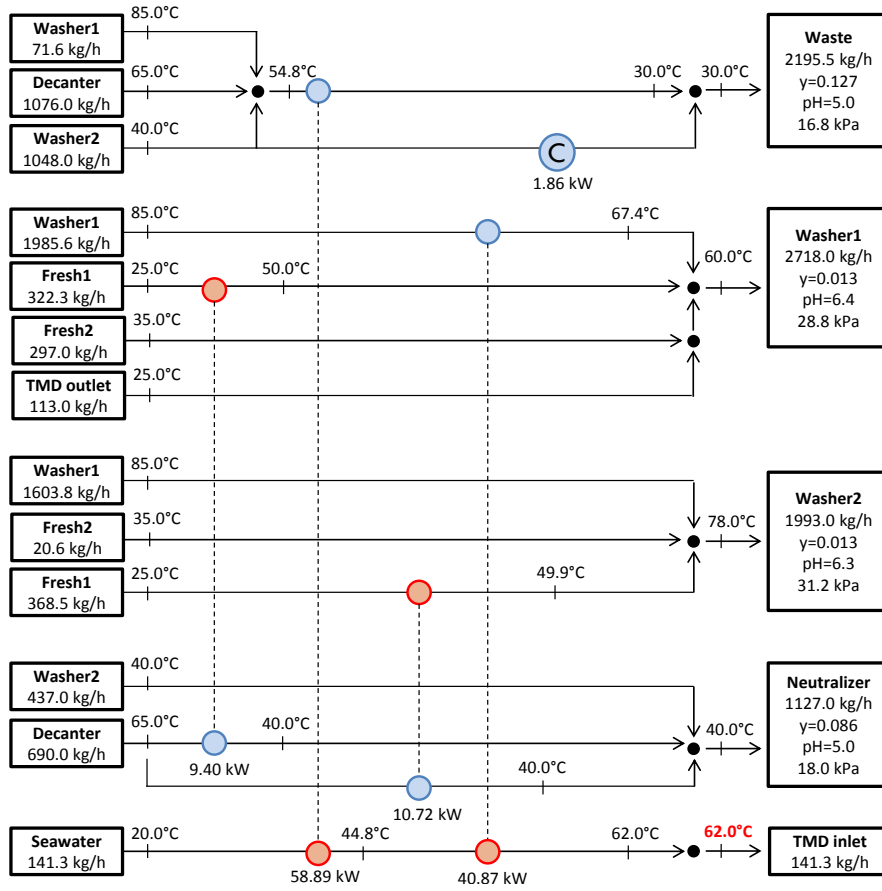 85.0°C
Washer1
71.6 kg/h
65.0°C
54.8°C
30.0°C
30.0°C
Decanter
1076.0 kg/h
40.0°C
Washer2
1048.0 kg/h
C
1.86 kW
Waste
2195.5 kg/h
y=0.127
pH=5.0
16.8 kPa
85.0°C
67.4°C
Washer1
1985.6 kg/h
25.0°C
50.0°C
60.0°C
Fresh1
322.3 kg/h
35.0°C
Fresh2
297.0 kg/h
25.0°C
TMD outlet
113.0 kg/h
Washer1
2718.0 kg/h
y=0.013
pH=6.4
28.8 kPa
85.0°C
Washer1
1603.8 kg/h
35.0°C
78.0°C
Fresh2
20.6 kg/h
25.0°C
49.9°C
Fresh1
368.5 kg/h
Washer2
1993.0 kg/h
y=0.013
pH=6.3
31.2 kPa
40.0°C
Washer2
437.0 kg/h
65.0°C
40.0°C
40.0°C
Decanter
690.0 kg/h
9.40 kW
40.0°C
10.72 kW
Neutralizer
1127.0 kg/h
y=0.086
pH=5.0
18.0 kPa
20.0°C
44.8°C
62.0°C
62.0°C
Seawater
141.3 kg/h
58.89 kW
40.87 kW
TMD inlet
141.3 kg/h